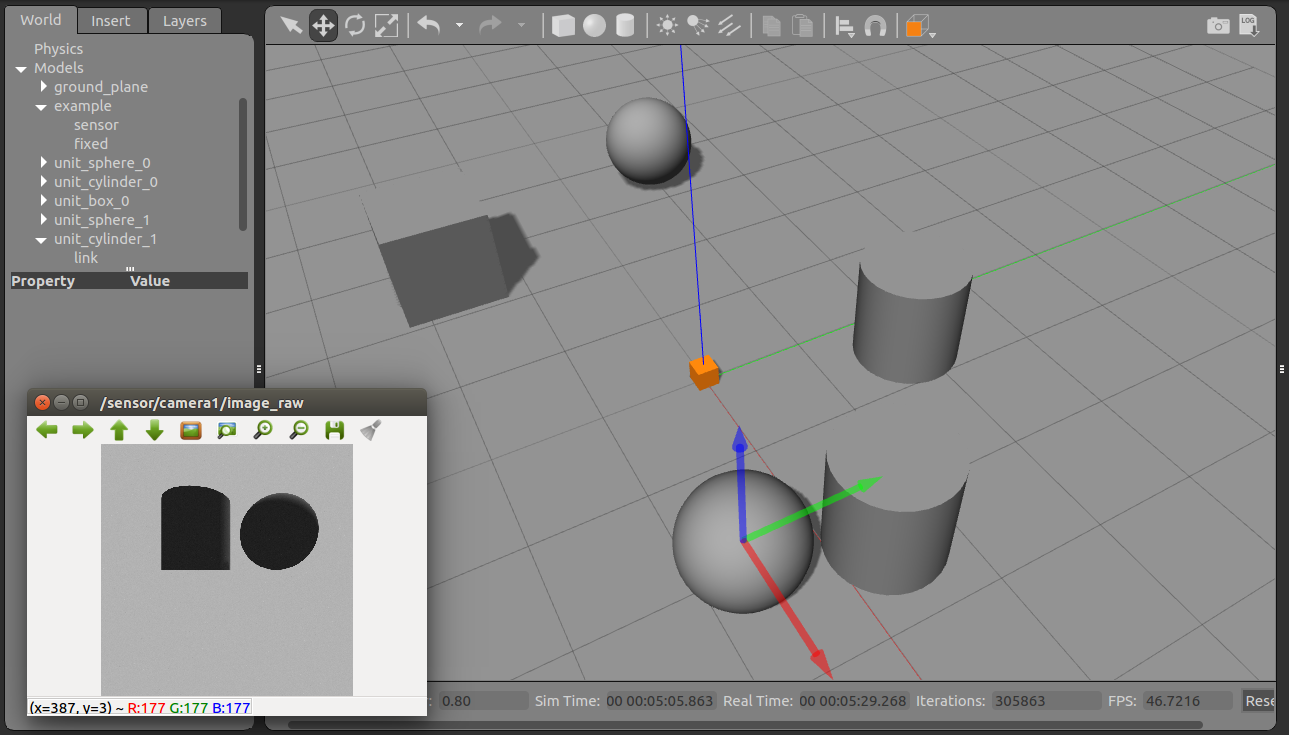 World Insert Layers
LOG
Physics
Models
ground_plane
example
sensor
fixed
unit_sphere_0
unit_cylinder_0
unit_box_0
unit_sphere_1
unit_cylinder_1
link
Property Value
/sensor/camera1/image_raw
(x=387, y=3) ~ R:177 G:177 B:177
: 0.80 Sim Time: 00 00:05:05.863 Real Time: 00 00:05:29.268 Iterations: 305863 FPS: 46.7216 Rese